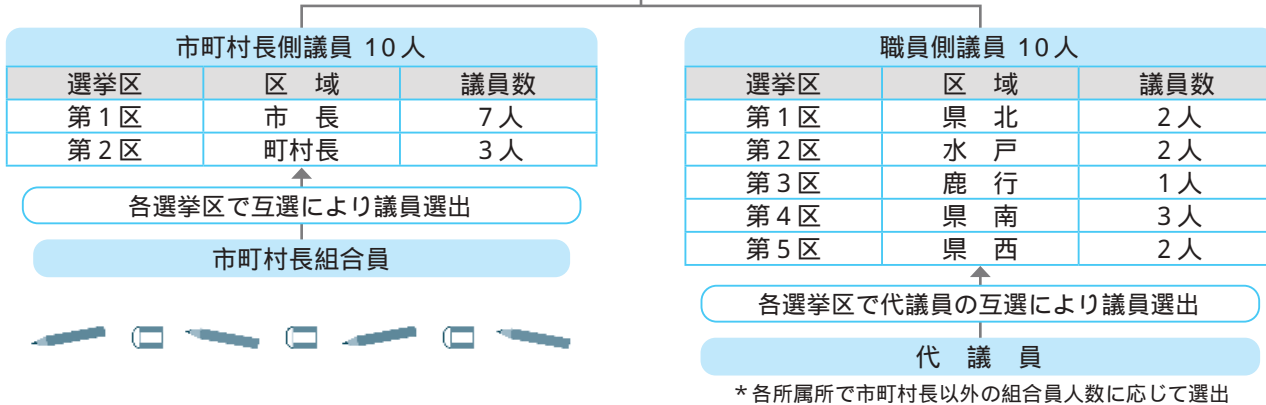 市町村長側議員 10人
選挙区 区 域 議員数
第1区 市 長 7人
第2区 町村長 3人
各選挙区で互選により議員選出
市町村長組合員
職員側議員 10人
選挙区 区 域 議員数
第1区 県 北 2人
第2区 水 戸 2人
第3区 鹿 行 1人
第4区 県 南 3人
第5区 県 西 2人
各選挙区で代議員の互選により議員選出
代 議 員
*各所属所で市町村長以外の組合員人数に応じて選出